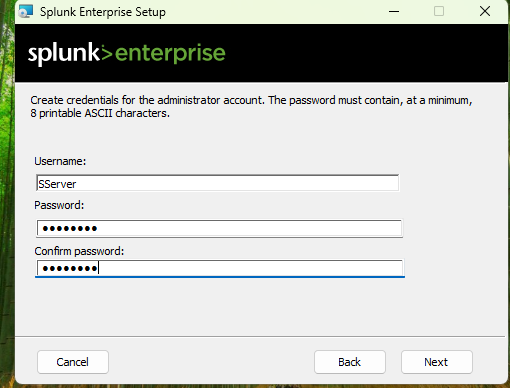 Splunk Enterprise Setup
splunk>enterprise
Create credentials for the administrator account. The password must contain, at a minimum,
8 printable ASCII characters.
Username:
SServer
Password:
●●●●●●●●
Confirm password:
●●●●●●●●
Cancel
Back
Next